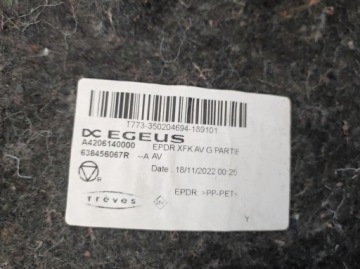 T773-350204694-189101
DC EGEUS
A4206140000 EPDR XFK AV G PARTIE
638456067R --A AV
Date : 18/11/2022 00:25
Treves
EPDR: >PP-PET<
Y